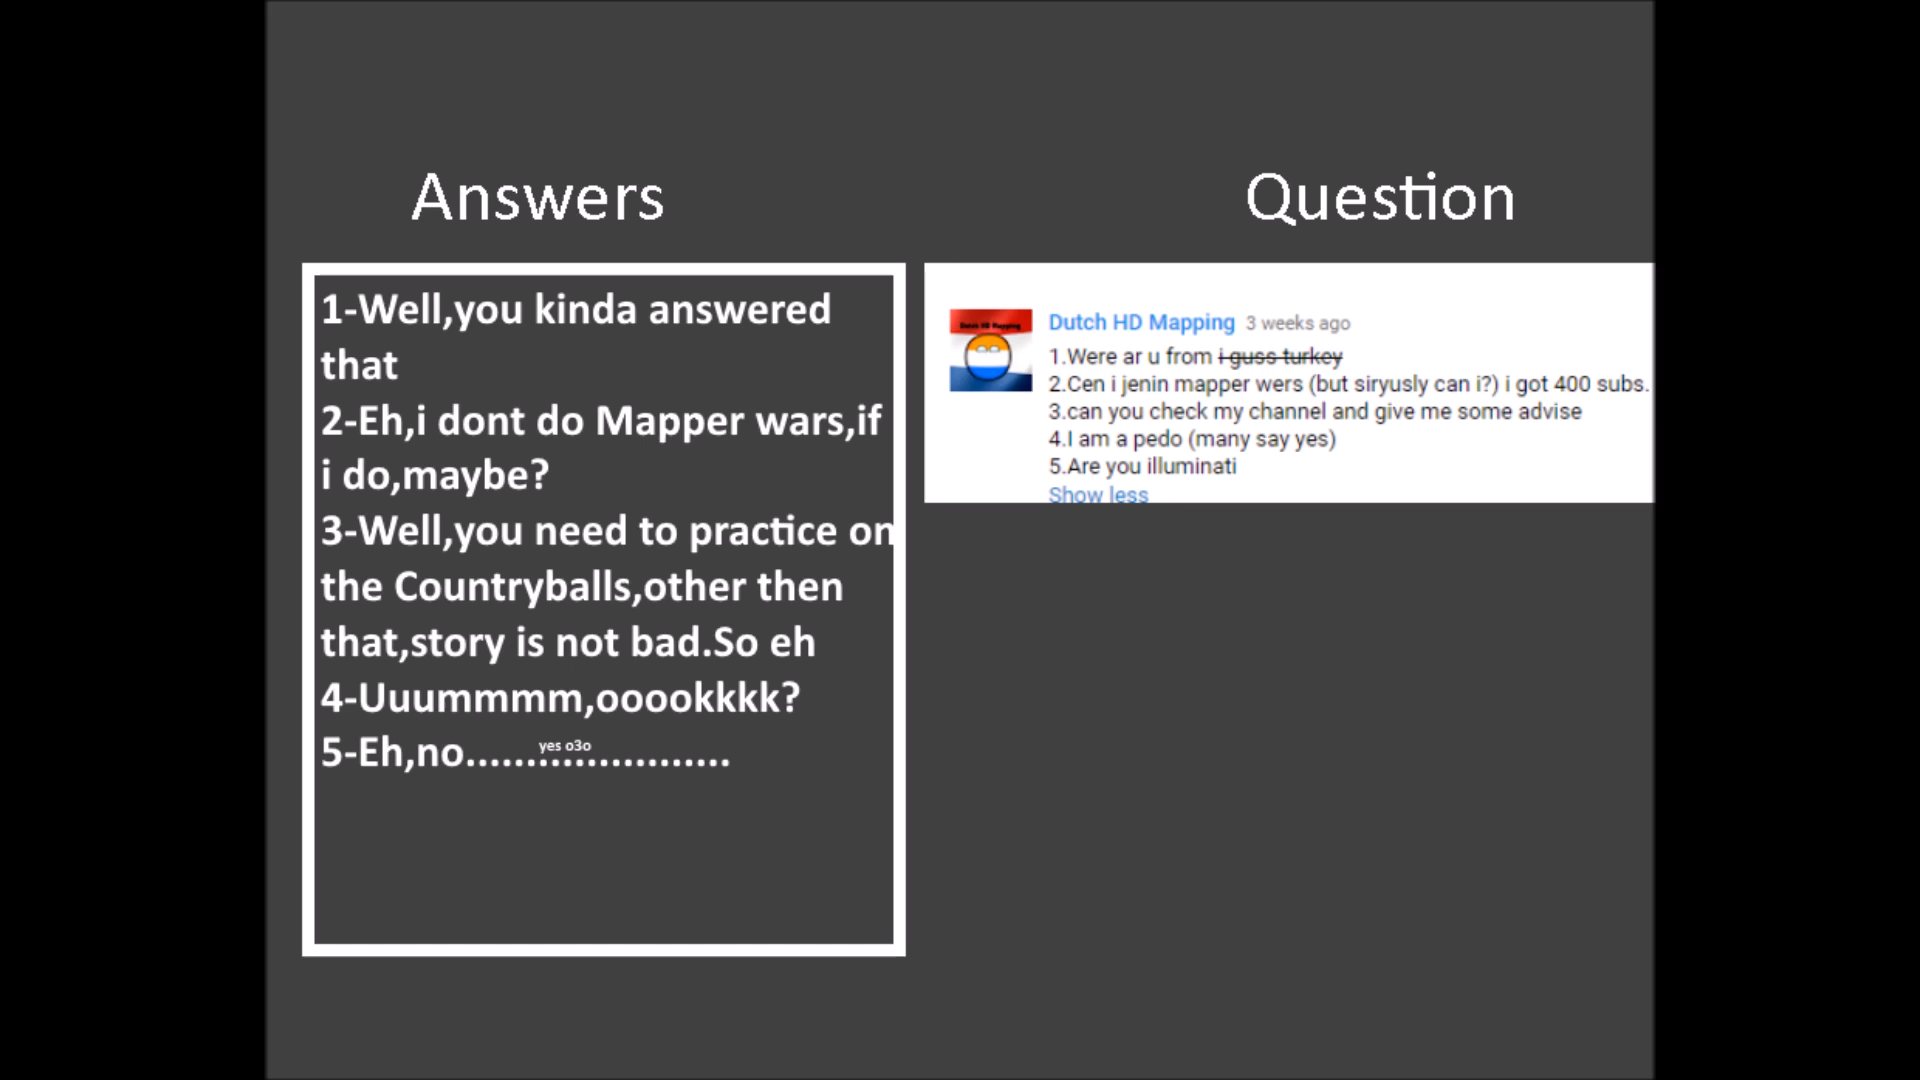 Answers
Question
1-Well,you kinda answered
that
2-Eh,i dont do Mapper wars,if
i do,maybe?
3-Well,you need to practice on
the Countryballs,other then
that,story is not bad.So eh
4-Uuummmm,ooookkkk?
yes o3o
5-Eh,no......................
Dutch HD Mapping
Dutch HD Mapping 3 weeks ago
1.Were ar u from i guss turkey
2.Cen i jenin mapper wers (but siryusly can i?) i got 400 subs.
3.can you check my channel and give me some advise
4.I am a pedo (many say yes)
5.Are you illuminati
Show less